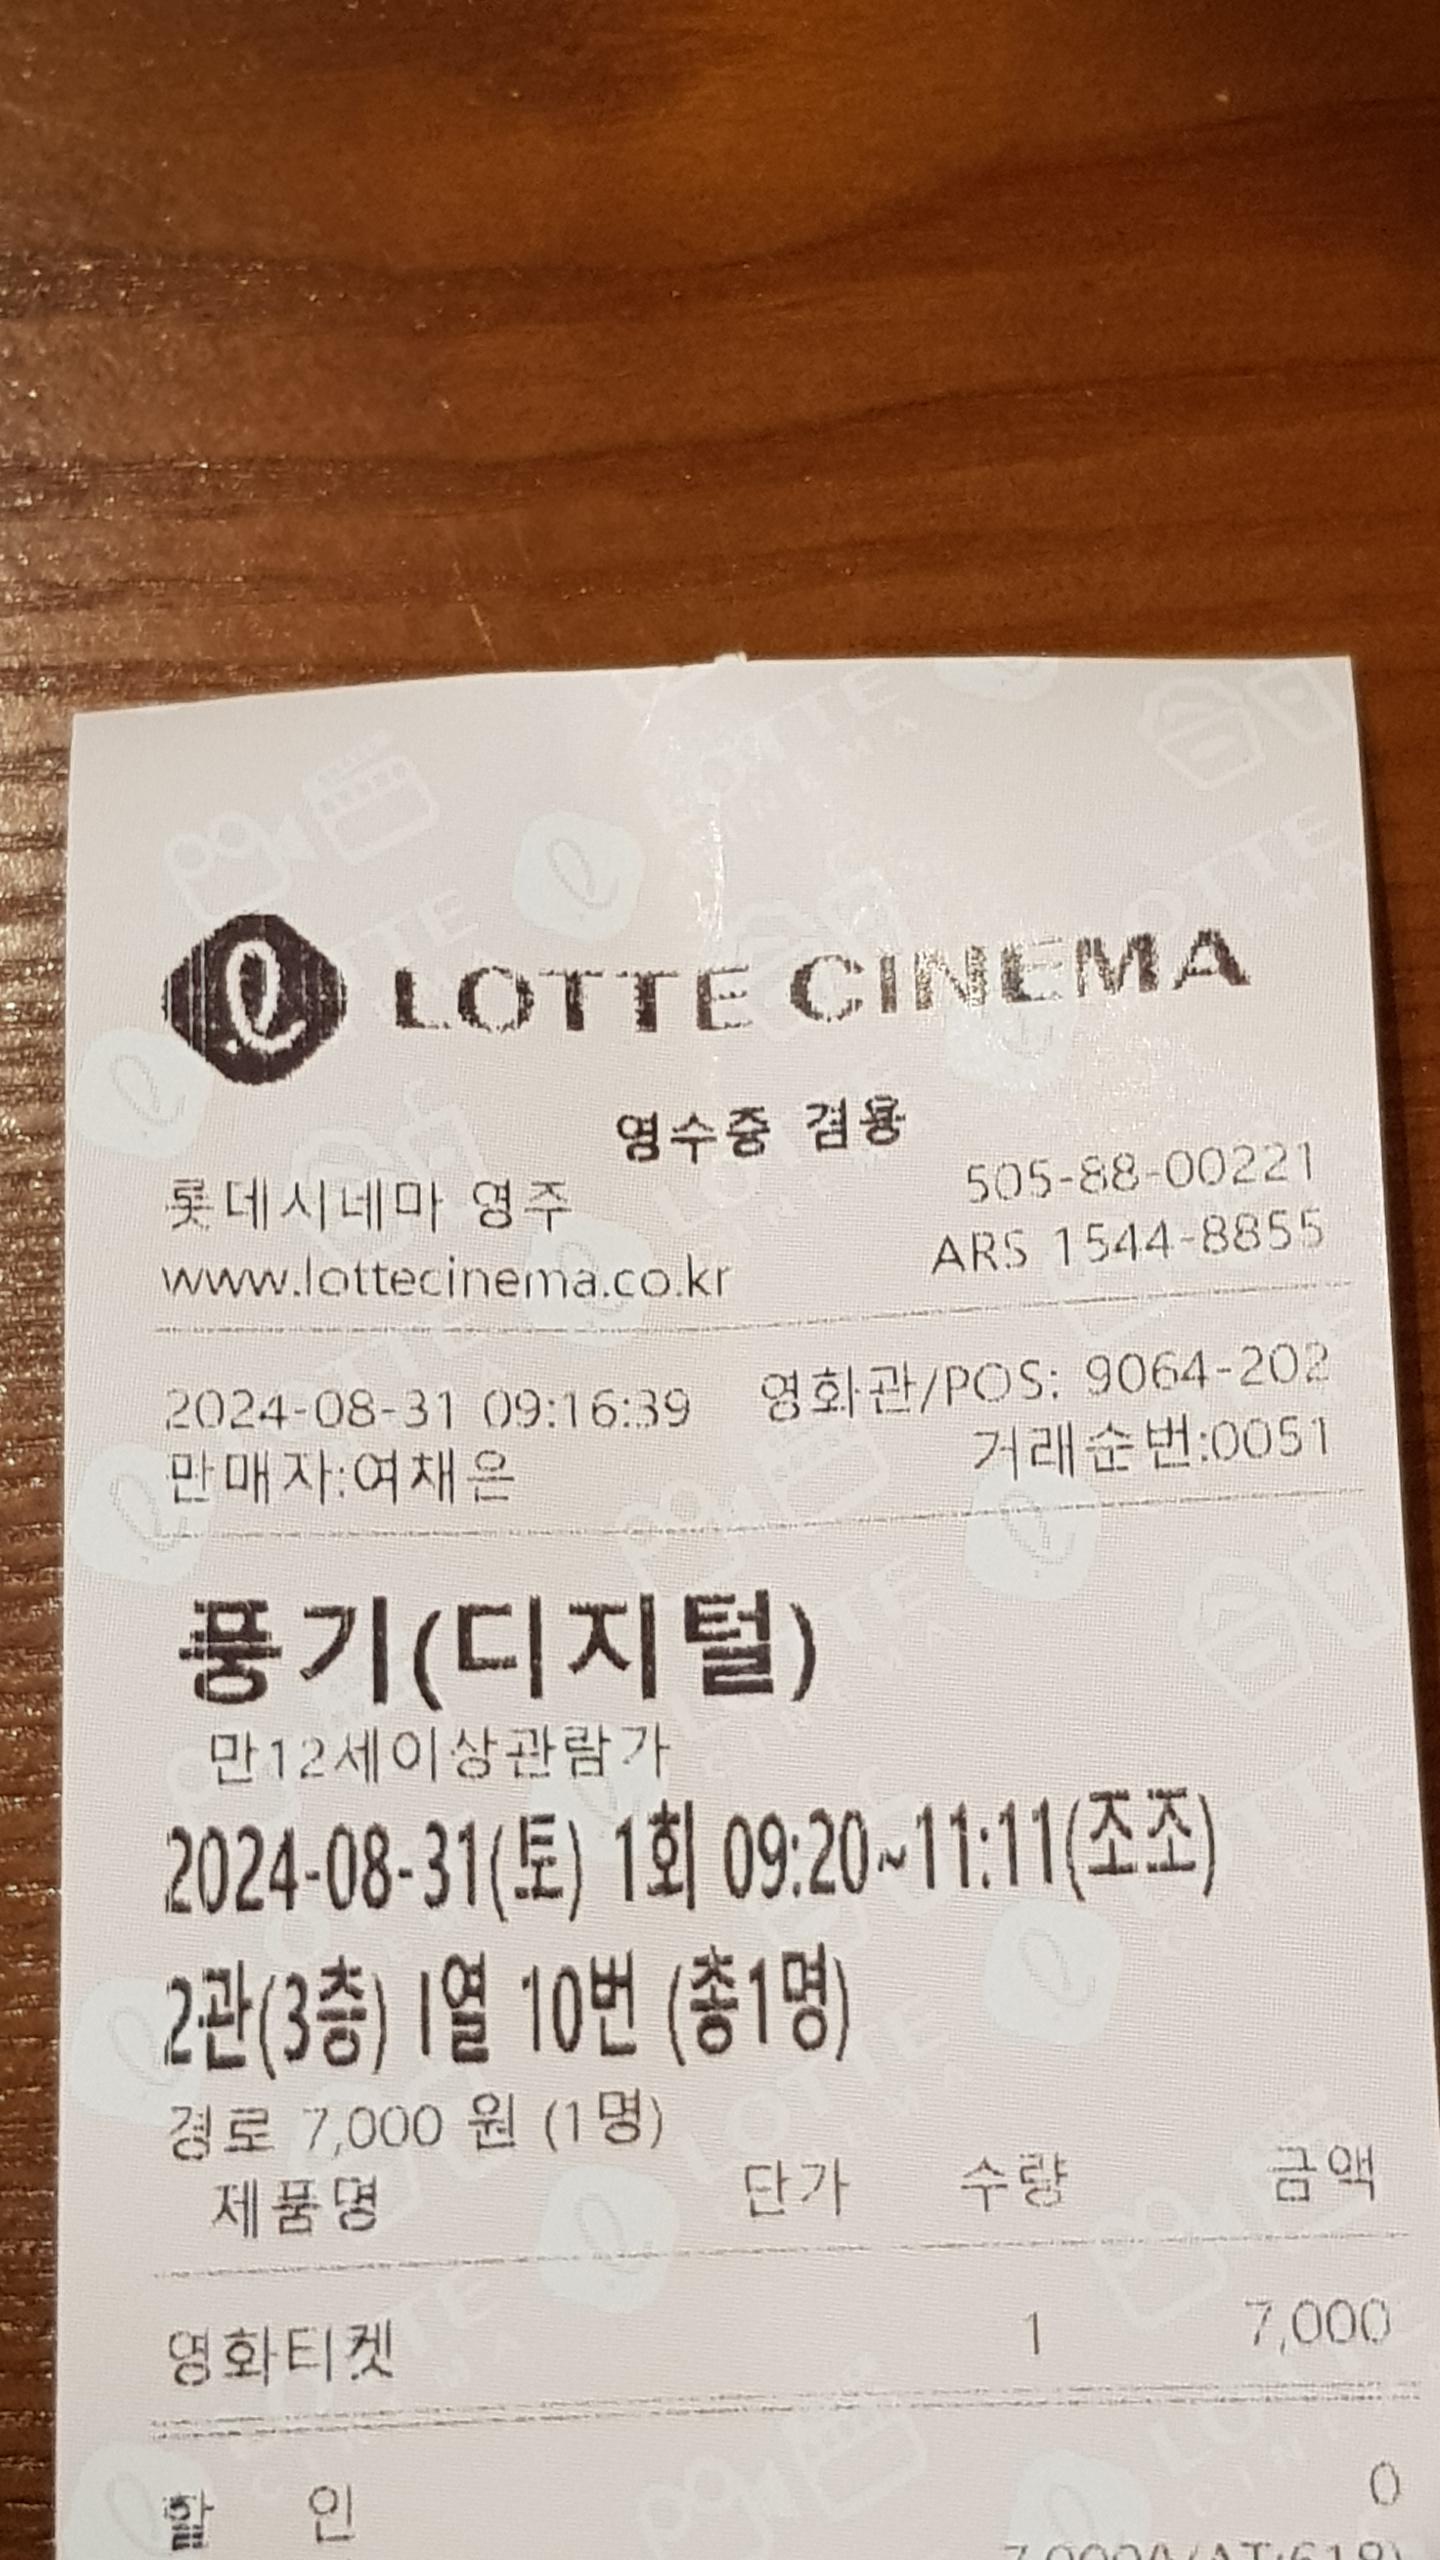 LOTTE CINEMA
영수증 겸용
롯데시네마 영주 505-88-00221
www.lottecinema.co.kr ARS 1544-8855
2024-08-31 09:16:39 영화관/POS: 9064-202
판매자:여채은 거래순번:0051
풍기(디지털)
만12세이상관람가
2024-08-31(토) 1회 09:20~11:11(조조)
2관(3층) I열 10번 (총1명)
경로 7,000 원 (1명)
제품명 단가 수량 금액
영화티켓 1 7,000
할 인 0